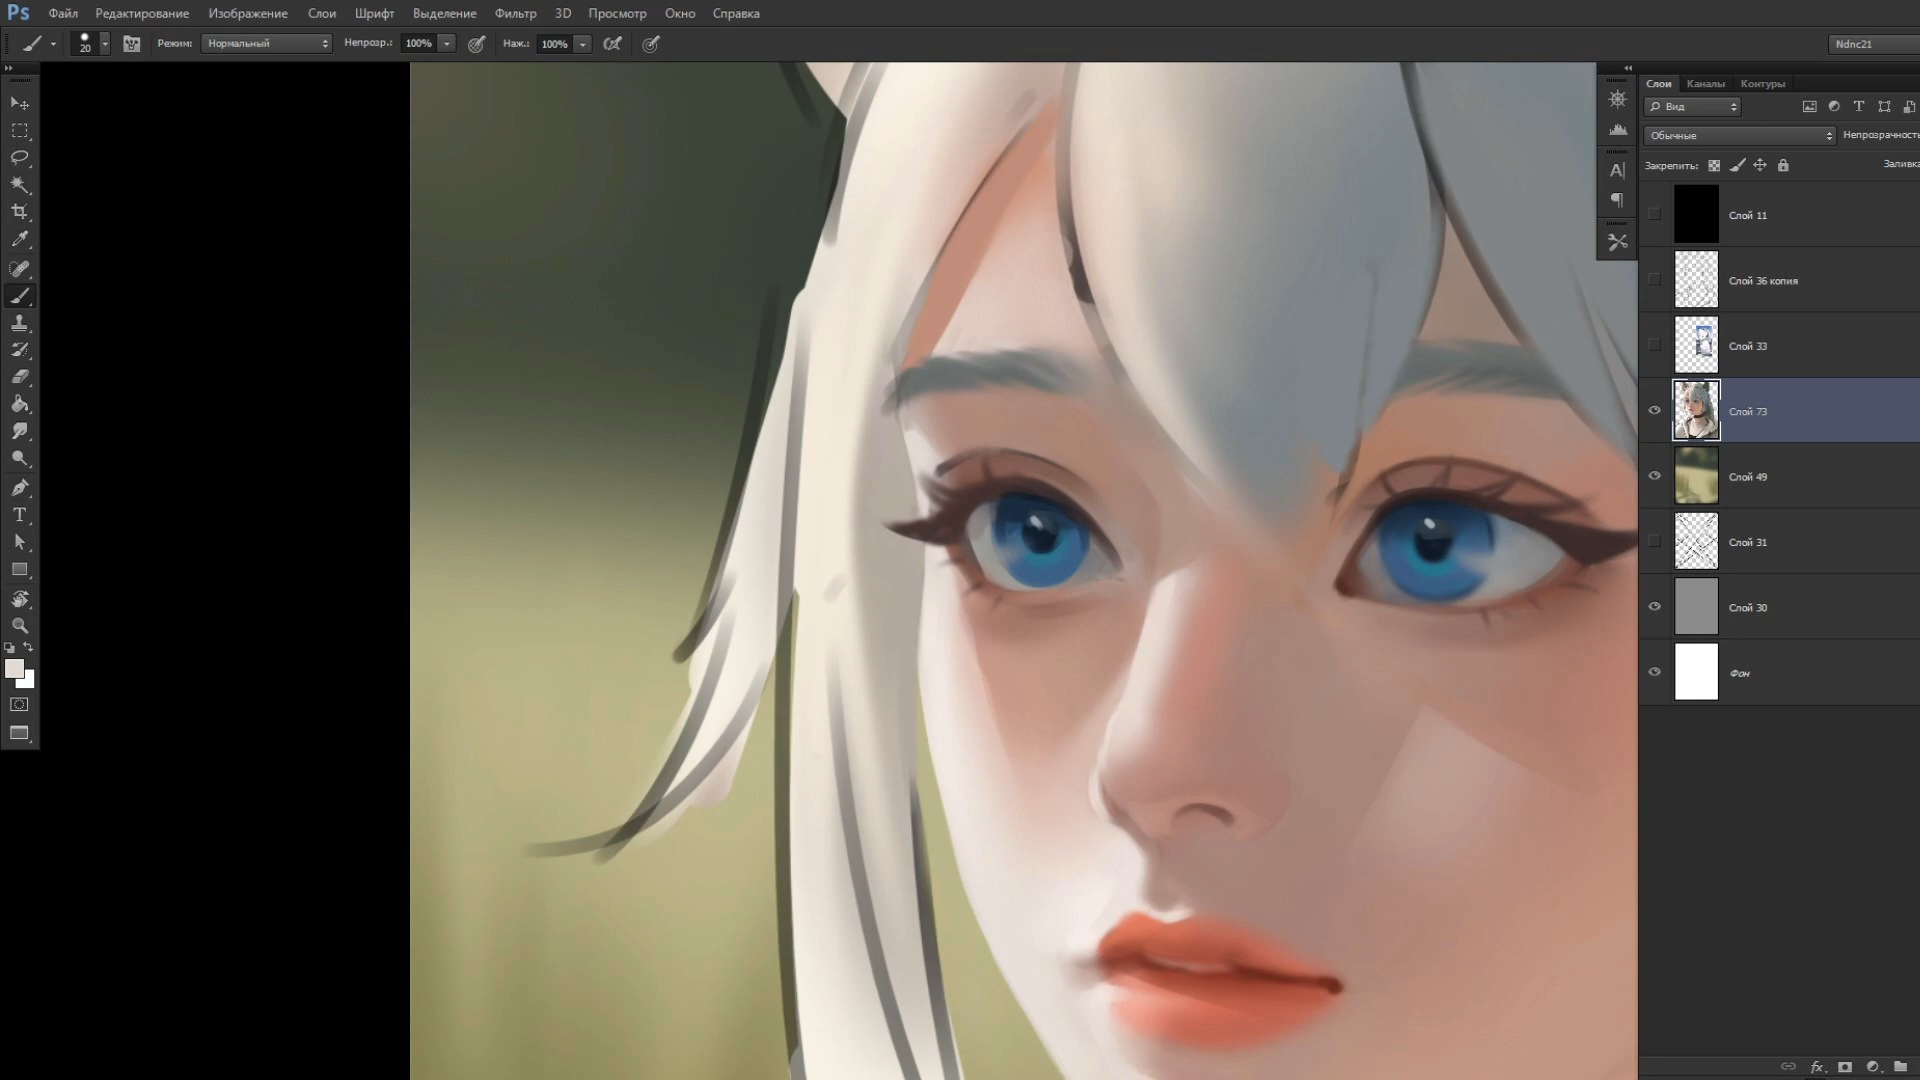 Ps Файл Редактирование Изображение Слои Шрифт Выделение Фильтр 3D Просмотр Окно Справка
20 Режим: Нормальный Непрозр.: 100% Наж.: 100% Ndnc21
Слои Каналы Контуры
Вид
Обычные Непрозрачность
Закрепить: Заливка
Слой 11
Слой 36 копия
Слой 33
Слой 73
Слой 49
Слой 31
Слой 30
Фон